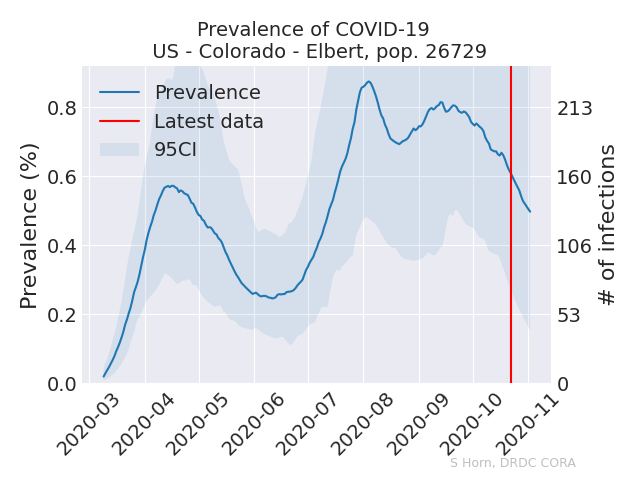 Prevalence of COVID-19
US - Colorado - Elbert, pop. 26729
Prevalence
Latest data
95CI
Prevalence (%)
0.8
0.6
0.4
0.2
0.0
213
160
106
53
0
# of infections
2020-03
2020-04
2020-05
2020-06
2020-07
2020-08
2020-09
2020-10
2020-11
S Horn, DRDC CORA